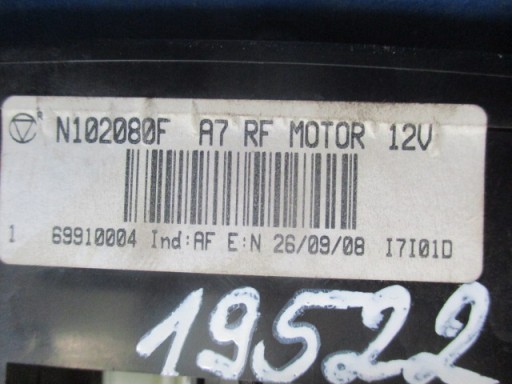 N102080F A7 RF MOTOR 12V
1 69910004 Ind:AF E:N 26/09/08 I7I01D
19522